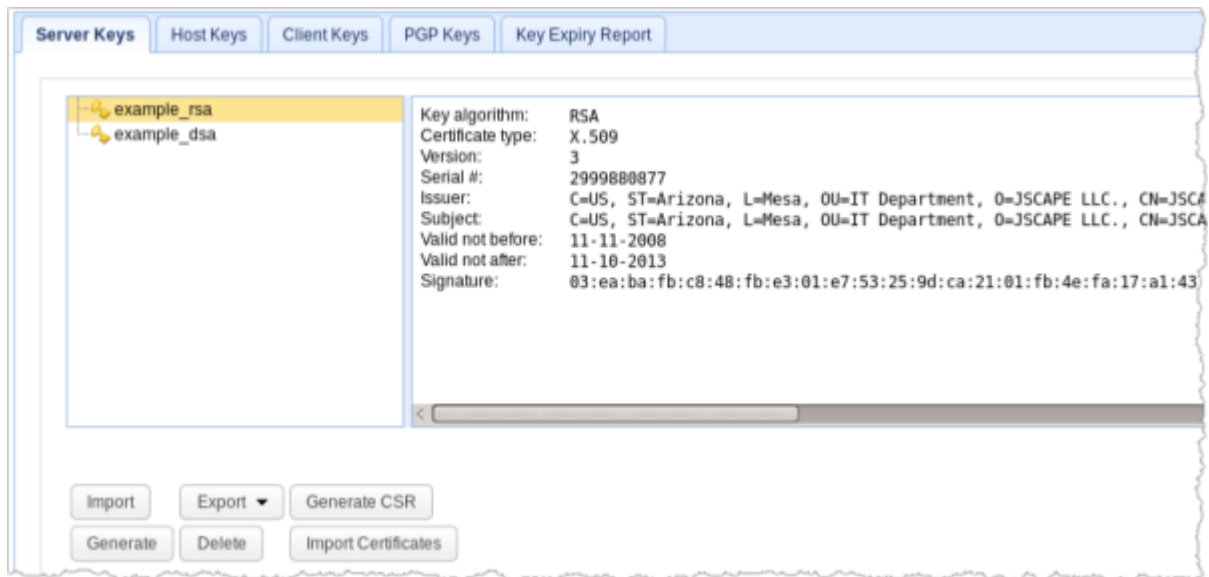 Server Keys Host Keys Client Keys PGP Keys Key Expiry Report
example_rsa
example_dsa
Key algorithm: RSA
Certificate type: X.509
Version: 3
Serial #: 2999880877
Issuer: C=US, ST=Arizona, L=Mesa, OU=IT Department, O=JSCAPE LLC., CN=JSCA
Subject: C=US, ST=Arizona, L=Mesa, OU=IT Department, O=JSCAPE LLC., CN=JSCA
Valid not before: 11-11-2008
Valid not after: 11-10-2013
Signature: 03:ea:ba:fb:c8:48:fb:e3:01:e7:53:25:9d:ca:21:01:fb:4e:fa:17:a1:43
Import Export Generate CSR
Generate Delete Import Certificates